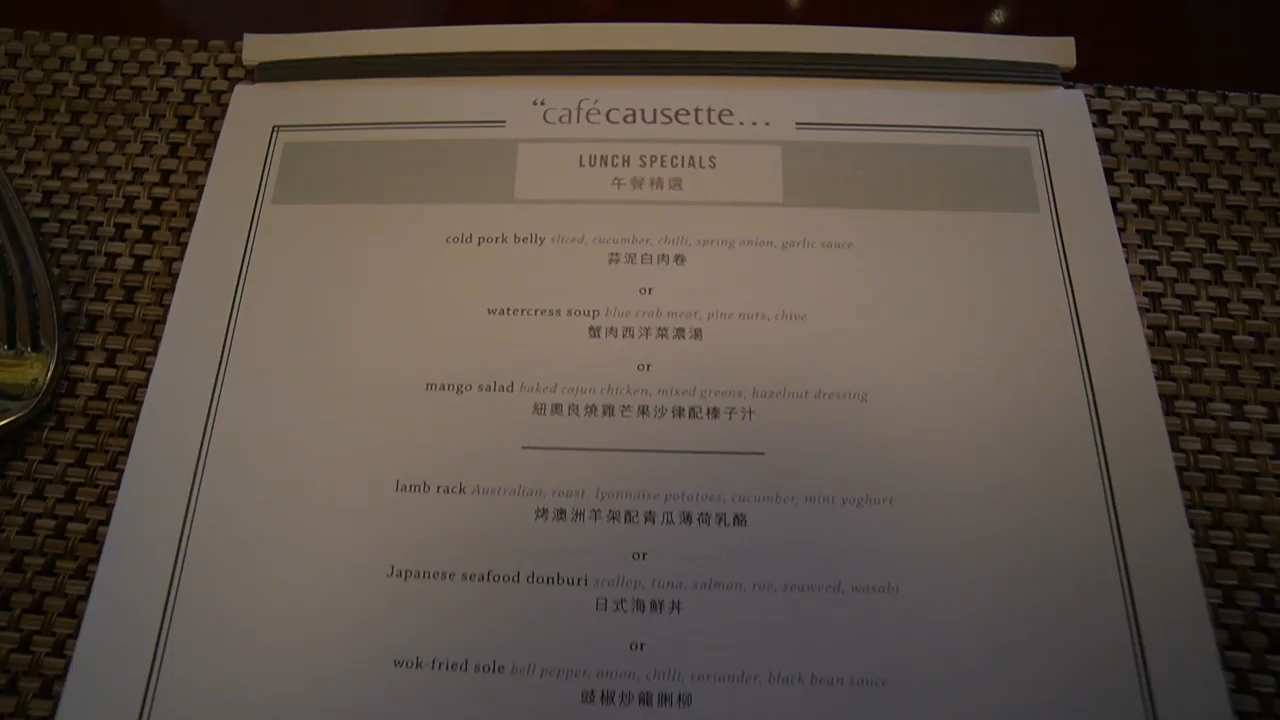 “cafécausette...
LUNCH SPECIALS
午餐精選
cold pork belly sliced, cucumber, chilli, spring onion, garlic sauce
蒜泥白肉卷
or
watercress soup blue crab meat, pine nuts, chive
蟹肉西洋菜濃湯
or
mango salad baked cajun chicken, mixed greens, hazelnut dressing
紐奧良燒雞芒果沙律配榛子汁
lamb rack Australian, roast, lyonnaise potatoes, cucumber, mint yoghurt
烤澳洲羊架配青瓜薄荷乳酪
or
Japanese seafood donburi scallop, tuna, salmon, roe, seaweed, wasabi
日式海鮮丼
or
wok-fried sole bell pepper, onion, chilli, coriander, black bean sauce
豉椒炒龍脷柳